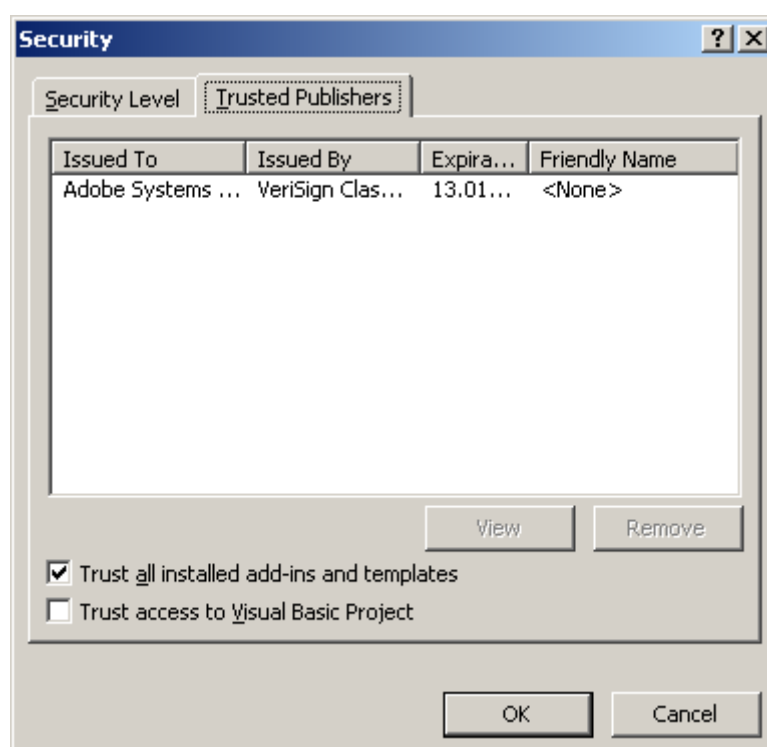 Security
Security Level Trusted Publishers
Issued To Issued By Expira... Friendly Name
Adobe Systems ... VeriSign Clas... 13.01... <None>
View Remove
Trust all installed add-ins and templates
Trust access to Visual Basic Project
OK Cancel